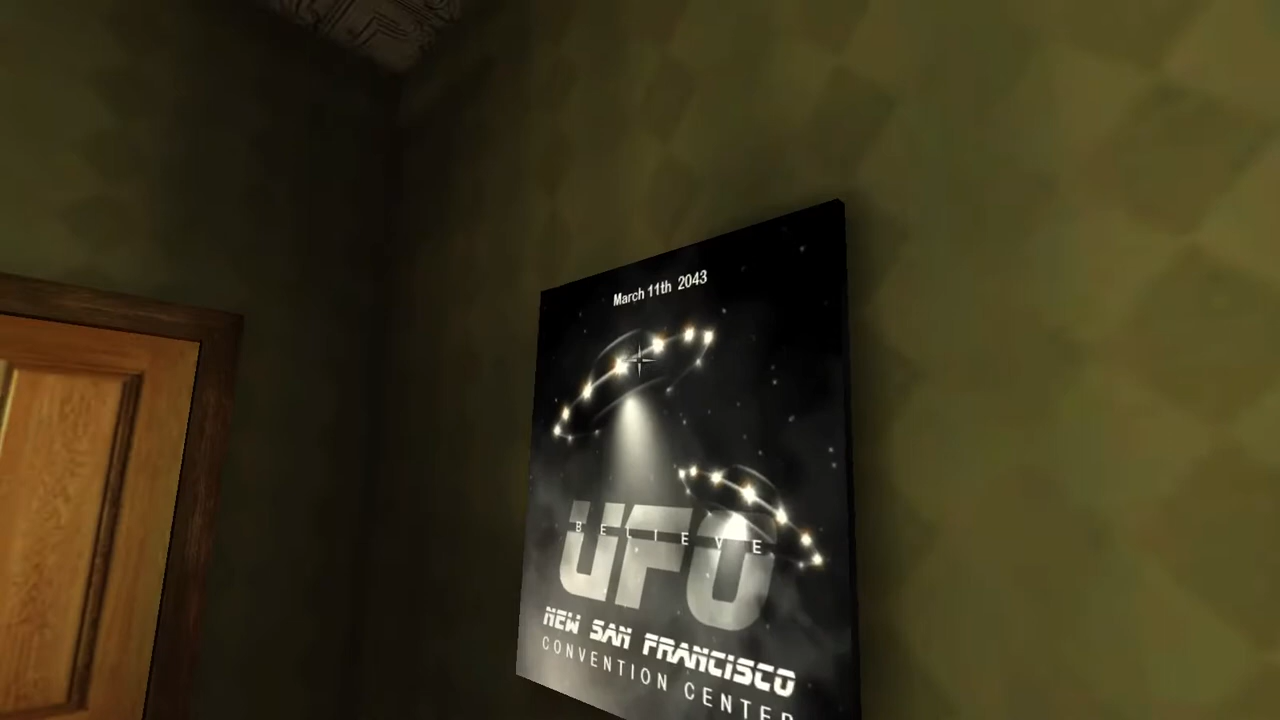 March 11th 2043
BELIEVE
UFO
NEW SAN FRANCISCO
CONVENTION CENTER